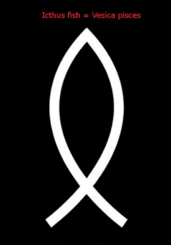 Icthus fish = Vesica pisces